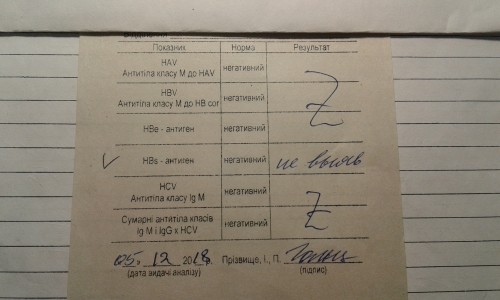 Показник Норма Результат
HAV
Антитіла класу М до HAV негативний
HBV
Антитіла класу М до HB cor негативний
HBe - антиген негативний
HBs - антиген негативний не выявл
HCV
Антитіла класу Ig M негативний
Сумарні антитіла класів
Ig M i IgG x HCV негативний
05. 12 2018р. Прізвище, І., П.
(дата видачі аналізу) (підпис)